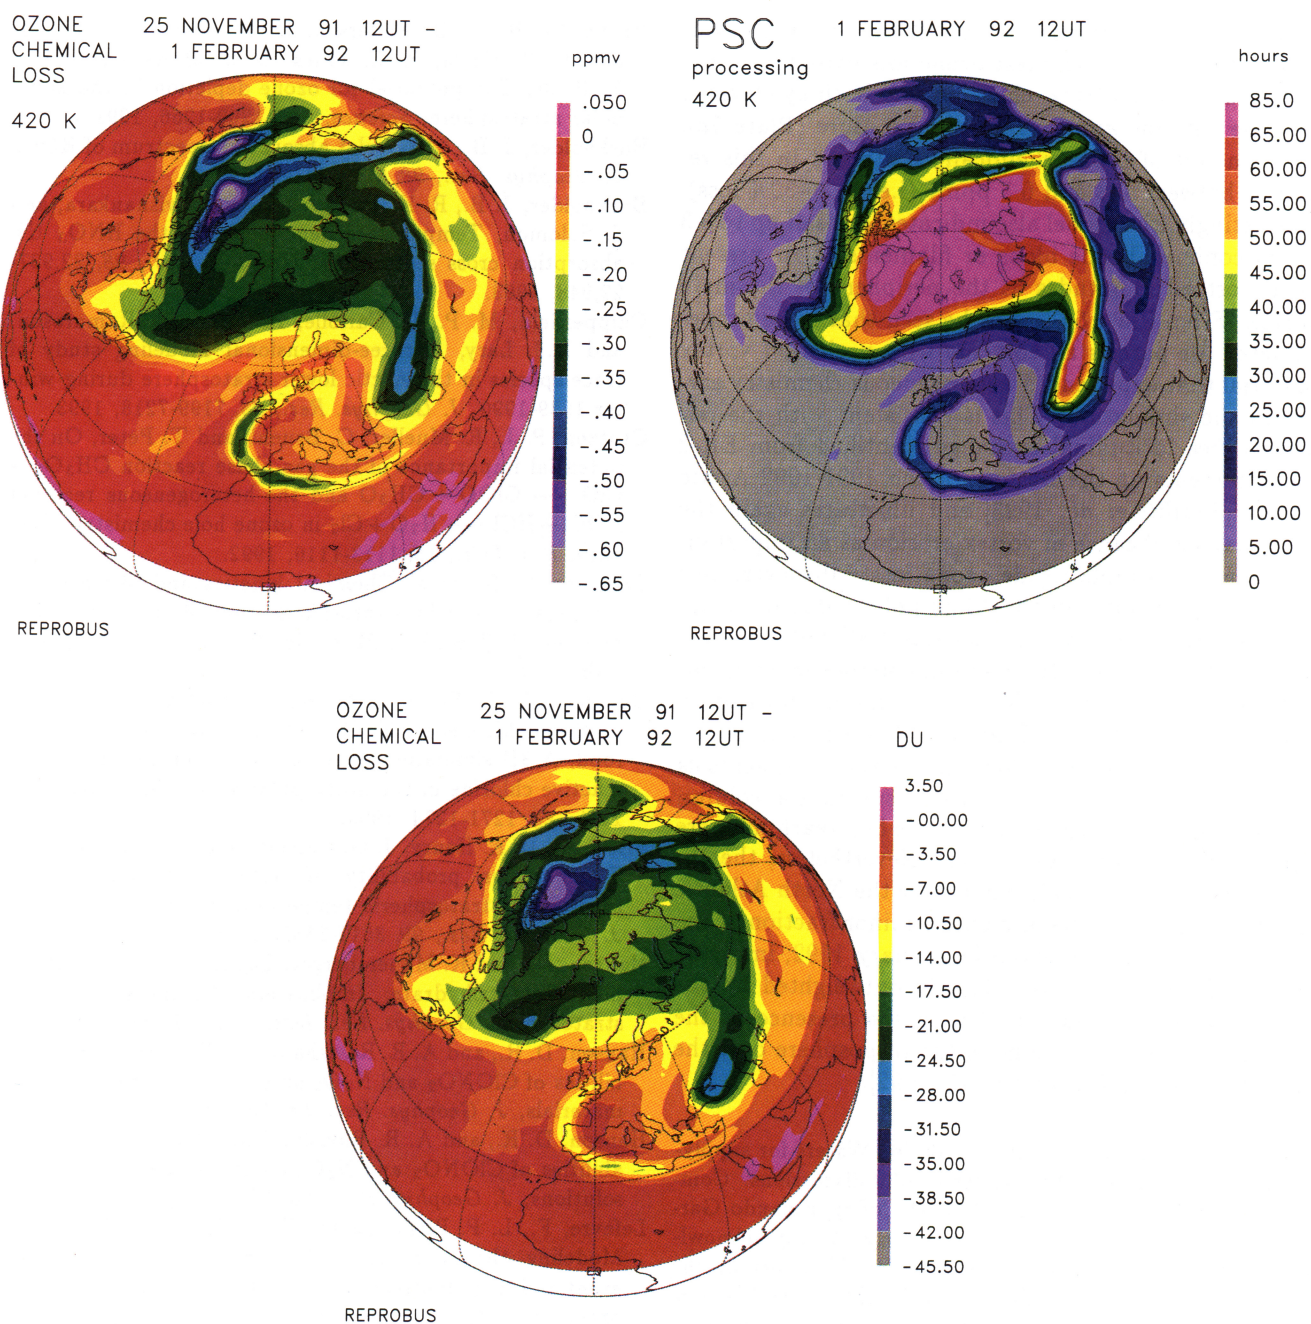 OZONE 25 NOVEMBER 91 12UT -
CHEMICAL 1 FEBRUARY 92 12UT
LOSS
420 K
ppmv
.050
0
-.05
-.10
-.15
-.20
-.25
-.30
-.35
-.40
-.45
-.50
-.55
-.60
-.65
REPROBUS
PSC 1 FEBRUARY 92 12UT
processing
420 K
hours
85.0
65.00
60.00
55.00
50.00
45.00
40.00
35.00
30.00
25.00
20.00
15.00
10.00
5.00
0
REPROBUS
OZONE 25 NOVEMBER 91 12UT -
CHEMICAL 1 FEBRUARY 92 12UT
LOSS
DU
3.50
-00.00
-3.50
-7.00
-10.50
-14.00
-17.50
-21.00
-24.50
-28.00
-31.50
-35.00
-38.50
-42.00
-45.50
REPROBUS